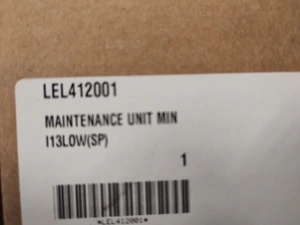 LEL412001
MAINTENANCE UNIT MIN
I13LOW(SP)
1
*LEL412001*